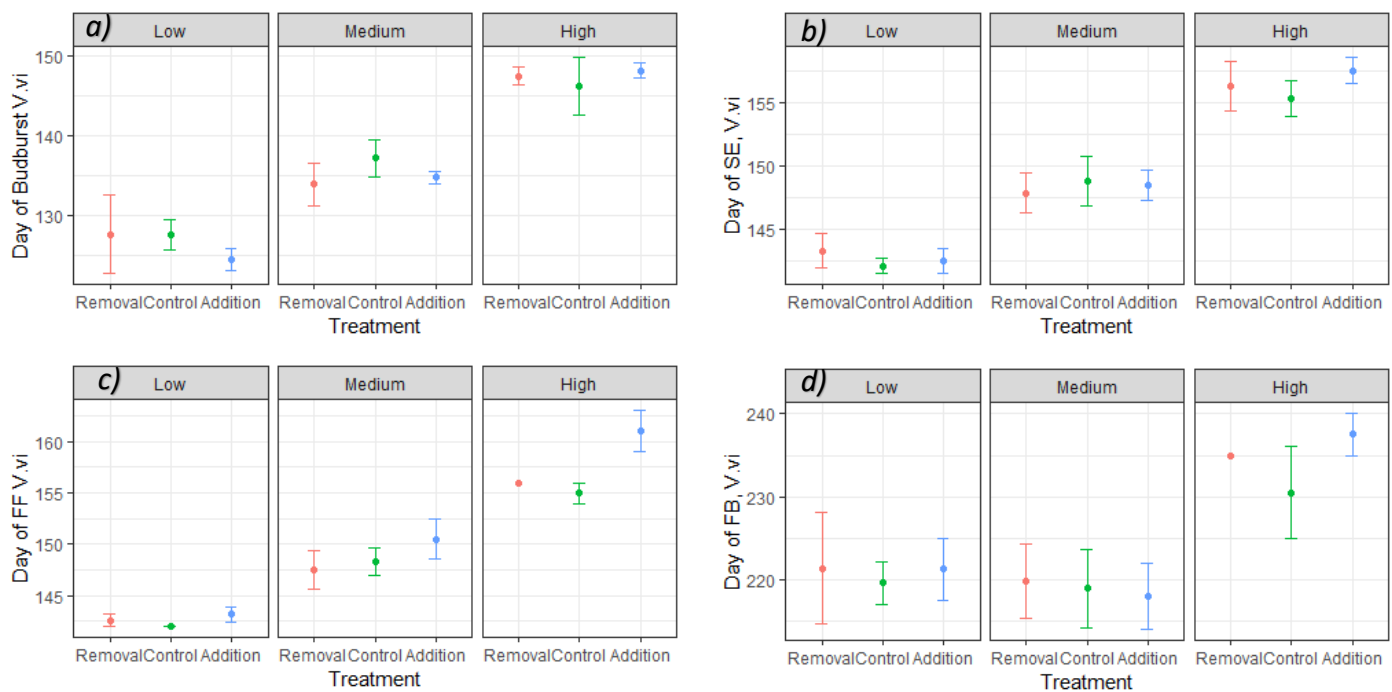 a)
Low Medium High
Day of Budburst V.vi
150
140
130
Removal Control Addition Removal Control Addition Removal Control Addition
Treatment
b)
Low Medium High
Day of SE, V.vi
155
150
145
Removal Control Addition Removal Control Addition Removal Control Addition
Treatment
c)
Low Medium High
Day of FF V.vi
160
155
150
145
Removal Control Addition Removal Control Addition Removal Control Addition
Treatment
d)
Low Medium High
Day of FB, V.vi
240
230
220
Removal Control Addition Removal Control Addition Removal Control Addition
Treatment